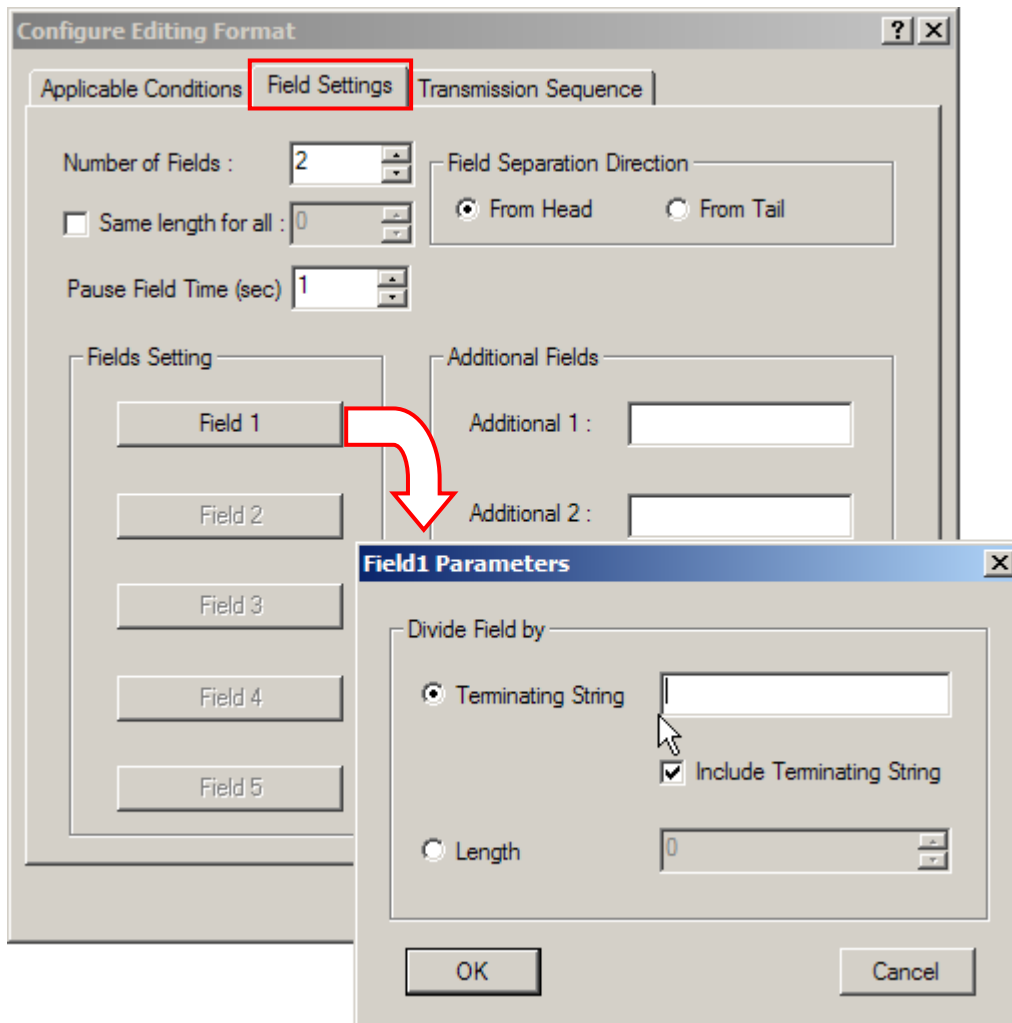 Configure Editing Format
Applicable Conditions Field Settings Transmission Sequence
Number of Fields : 2
Field Separation Direction
From Head From Tail
Same length for all : 0
Pause Field Time (sec) 1
Fields Setting
Additional Fields
Field 1
Additional 1 :
Field 2
Additional 2 :
Field 3
Field 4
Field 5
Field1 Parameters
Divide Field by
Terminating String
Include Terminating String
Length 0
OK Cancel